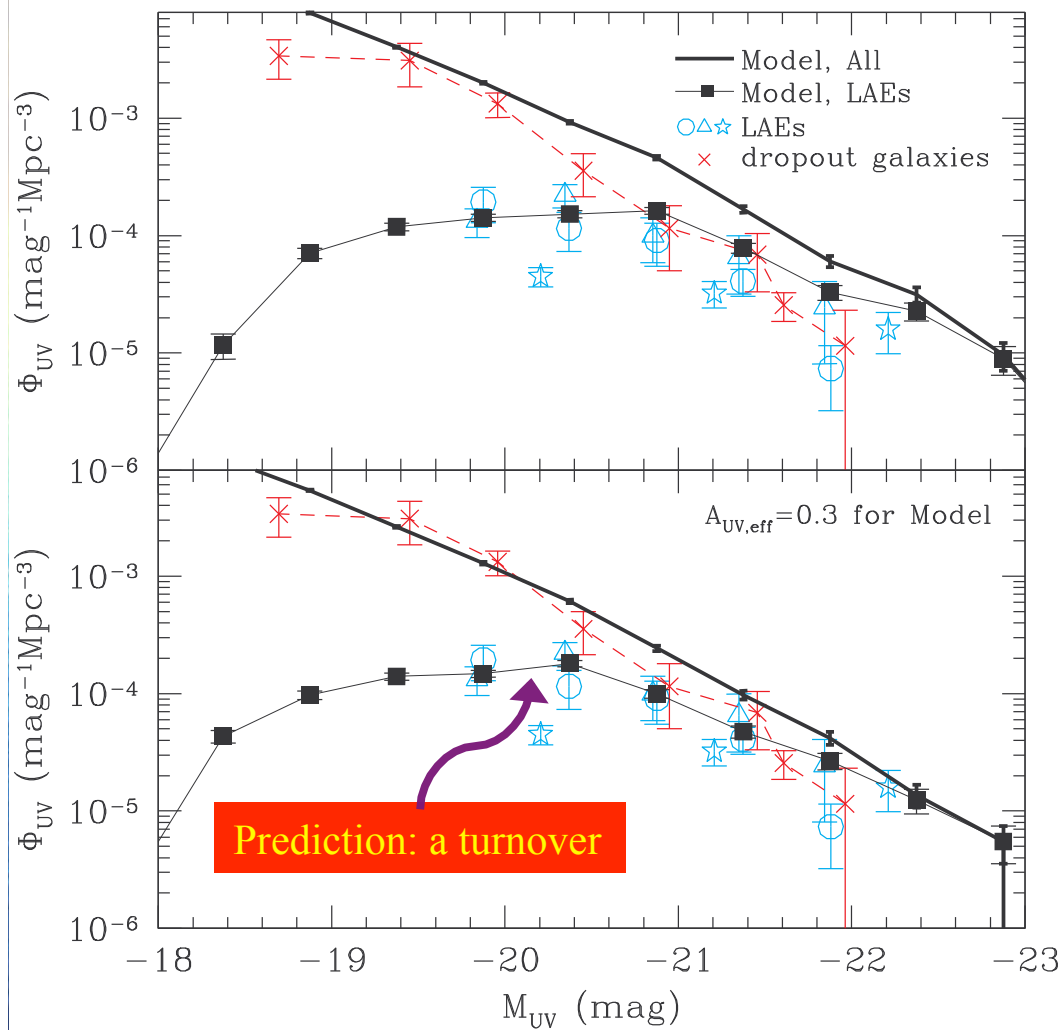 Φ_UV (mag⁻¹Mpc⁻³)
10⁻³
10⁻⁴
10⁻⁵
10⁻⁶
Model, All
Model, LAEs
LAEs
dropout galaxies
Φ_UV (mag⁻¹Mpc⁻³)
10⁻³
10⁻⁴
10⁻⁵
10⁻⁶
A_UV,eff=0.3 for Model
Prediction: a turnover
−18 −19 −20 −21 −22 −23
M_UV (mag)